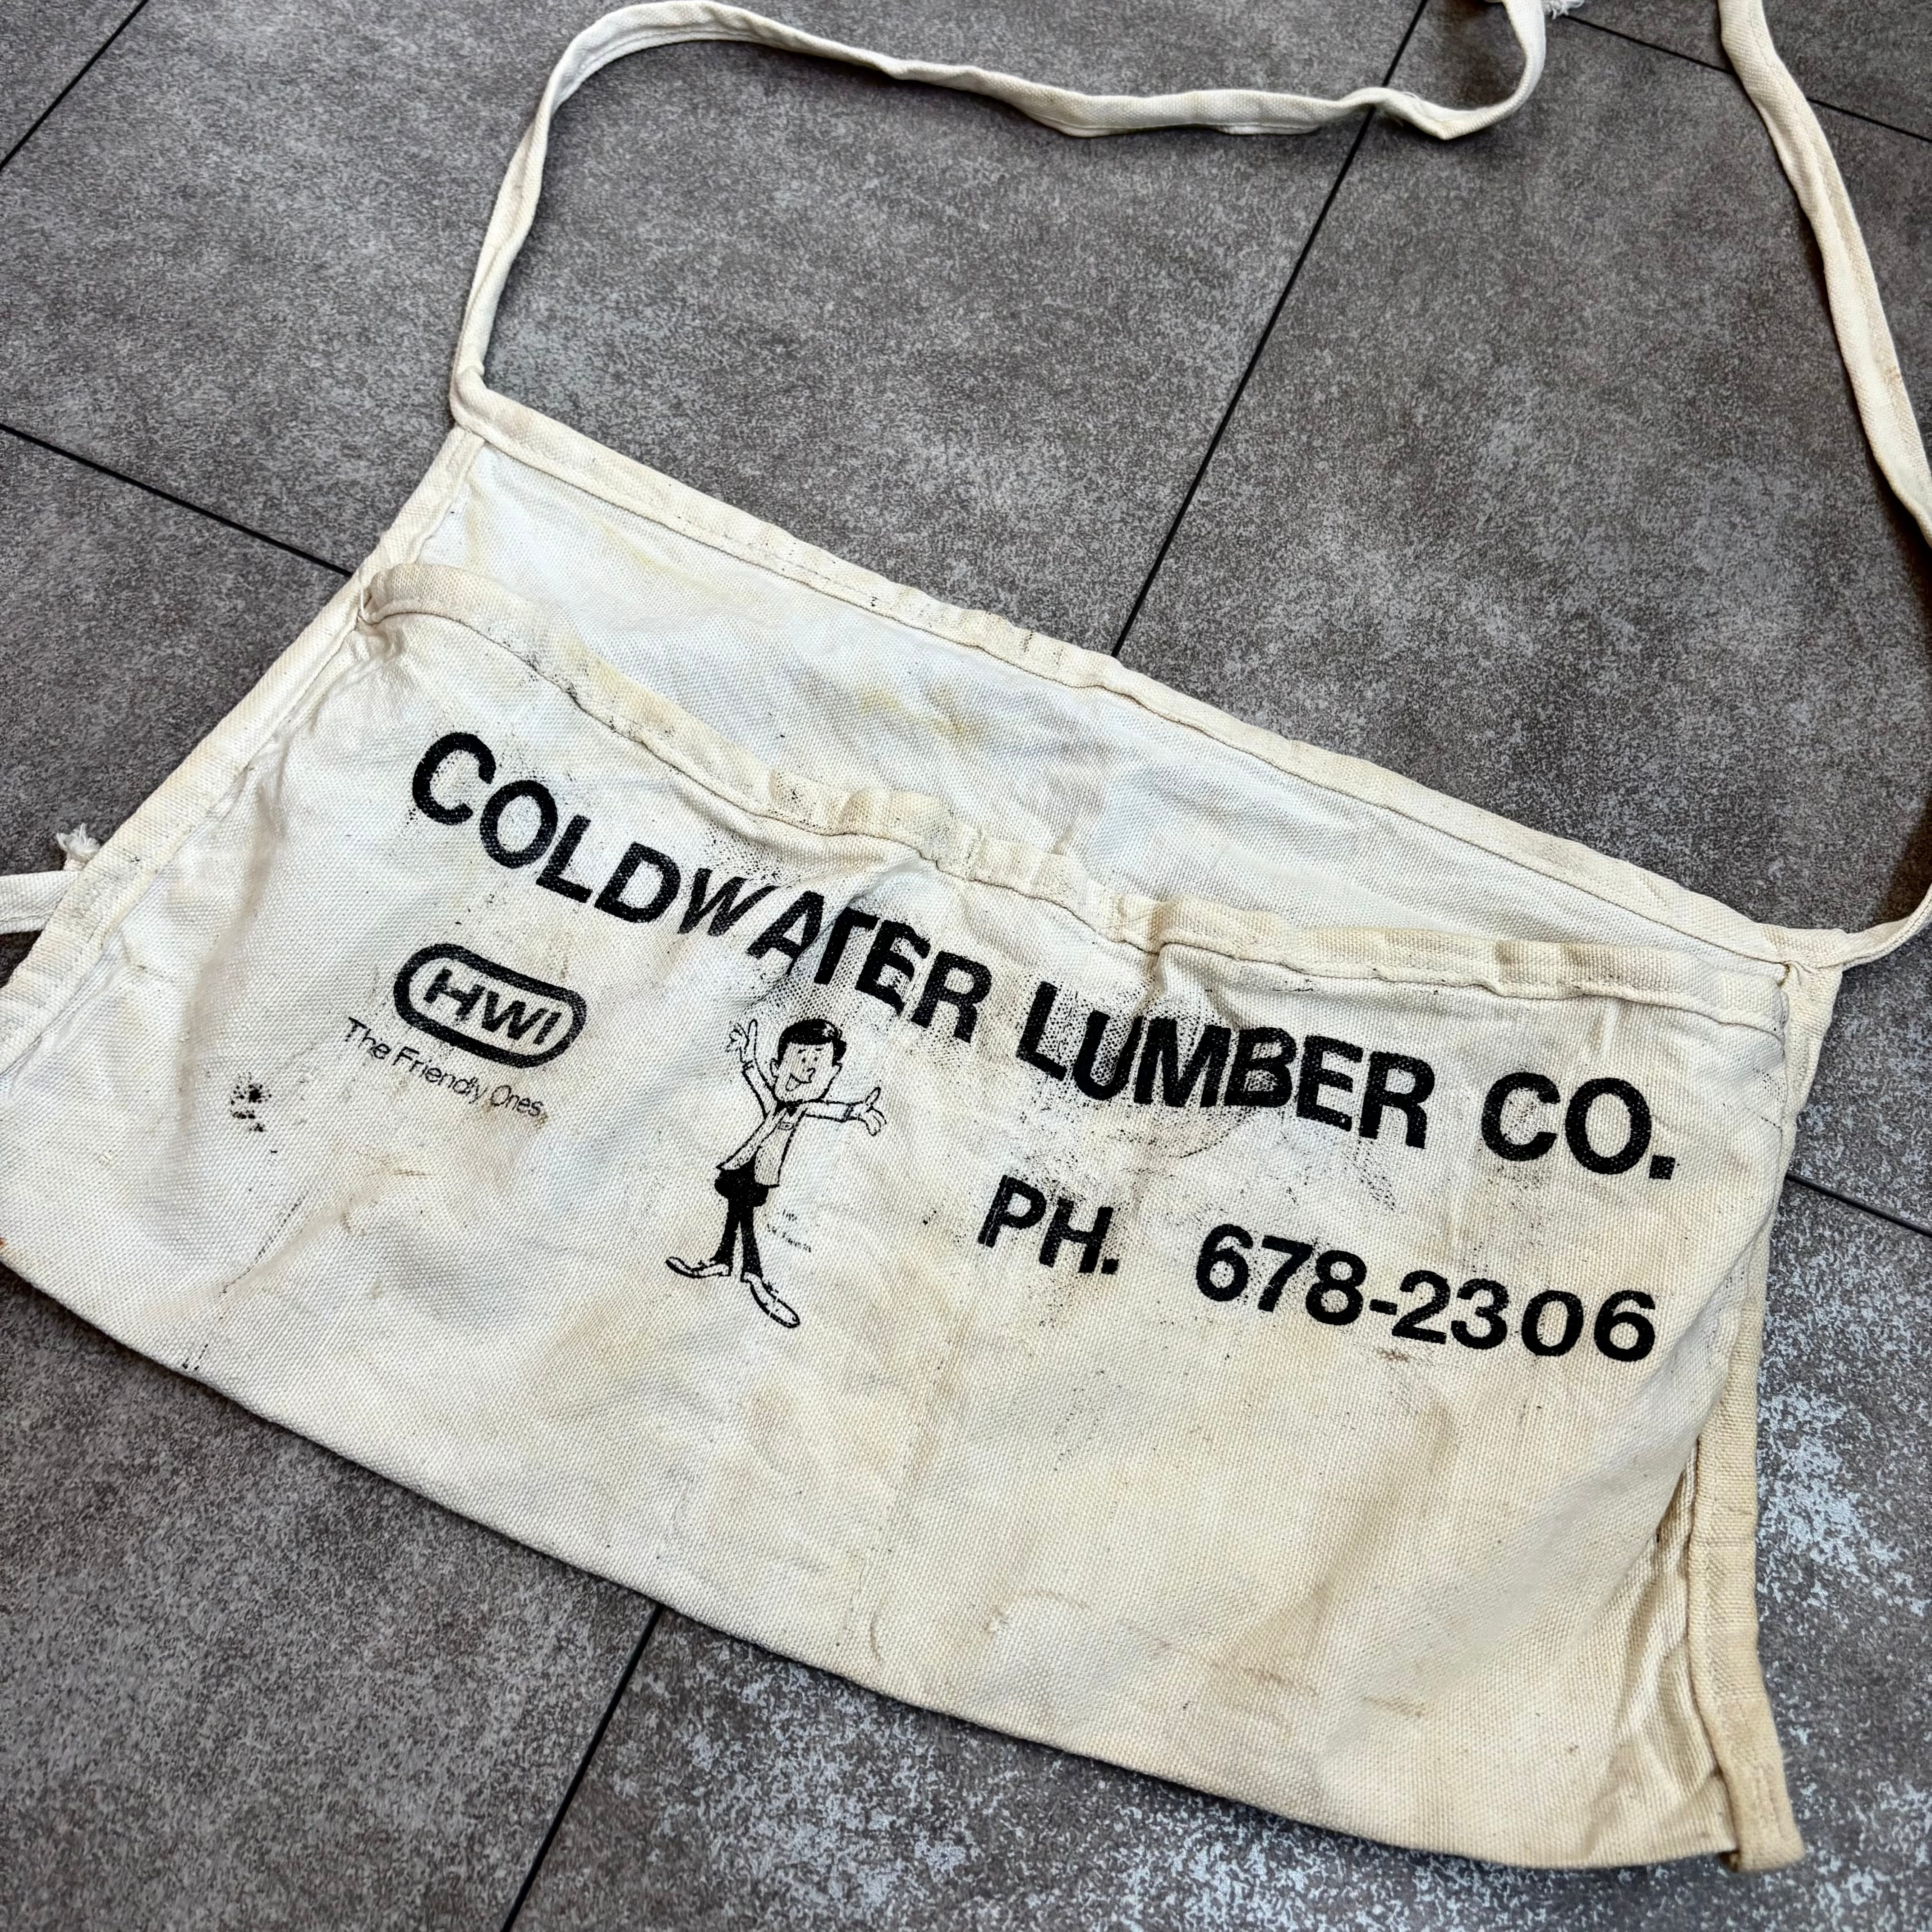 COLDWATER LUMBER CO.
HWI
The Friendly Ones
PH. 678-2306